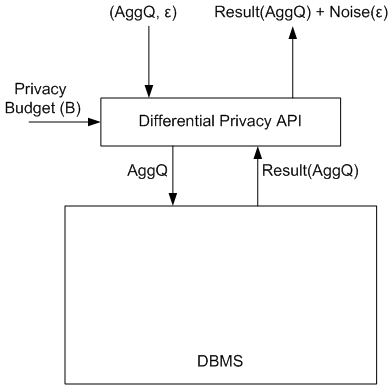 (AggQ, ε)
Result(AggQ) + Noise(ε)
Privacy
Budget (B)
Differential Privacy API
AggQ
Result(AggQ)
DBMS